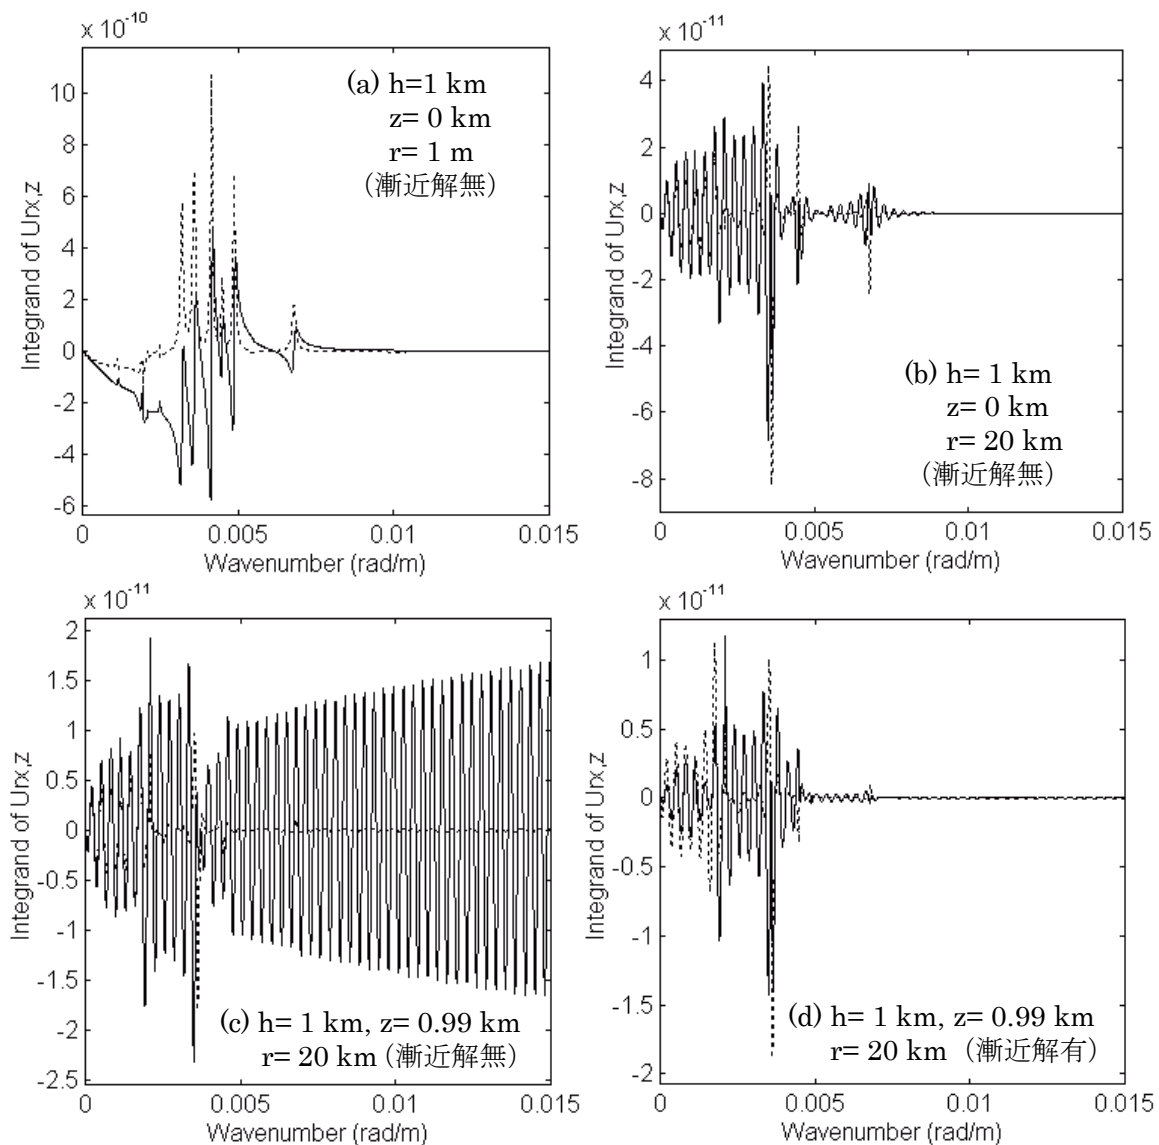 x 10⁻¹⁰
10
8
6
4
2
0
-2
-4
-6
Integrand of Urx,z
(a) h=1 km
z= 0 km
r= 1 m
（漸近解無）
0
0.005
0.01
0.015
Wavenumber (rad/m)
x 10⁻¹¹
4
2
0
-2
-4
-6
-8
Integrand of Urx,z
(b) h= 1 km
z= 0 km
r= 20 km
（漸近解無）
0
0.005
0.01
0.015
Wavenumber (rad/m)
x 10⁻¹¹
2
1.5
1
0.5
0
-0.5
-1
-1.5
-2
-2.5
Integrand of Urx,z
(c) h= 1 km, z= 0.99 km
r= 20 km（漸近解無）
0
0.005
0.01
0.015
Wavenumber (rad/m)
x 10⁻¹¹
1
0.5
0
-0.5
-1
-1.5
-2
Integrand of Urx,z
(d) h= 1 km, z= 0.99 km
r= 20 km（漸近解有）
0
0.005
0.01
0.015
Wavenumber (rad/m)